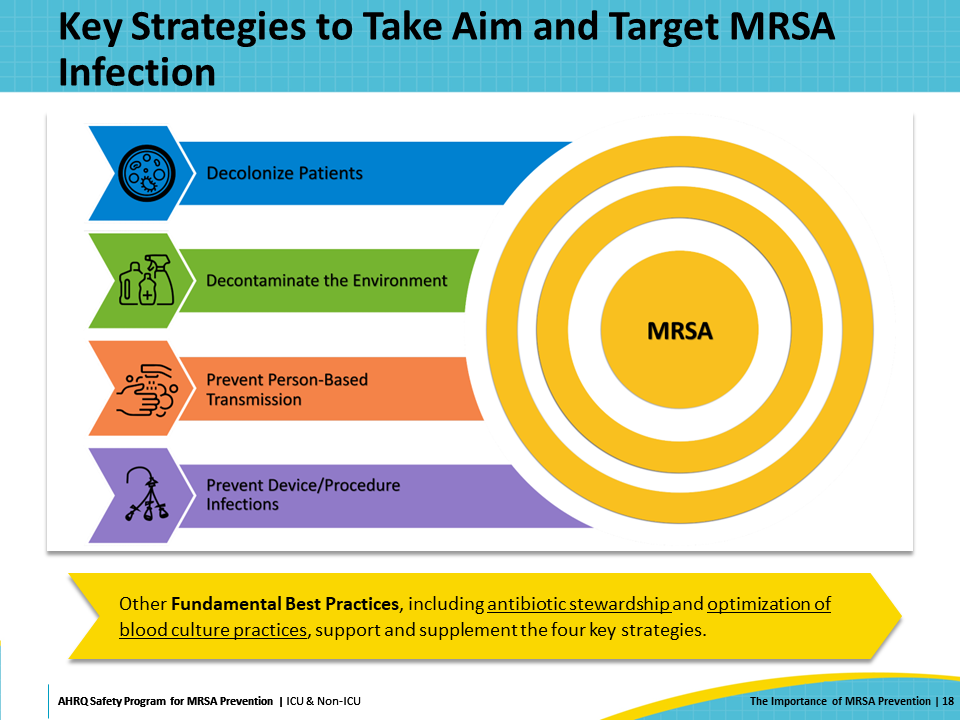 Key Strategies to Take Aim and Target MRSA
Infection
Decolonize Patients
Decontaminate the Environment
Prevent Person-Based
Transmission
Prevent Device/Procedure
Infections
MRSA
Other Fundamental Best Practices, including antibiotic stewardship and optimization of
blood culture practices, support and supplement the four key strategies.
AHRQ Safety Program for MRSA Prevention | ICU & Non-ICU
The Importance of MRSA Prevention | 18